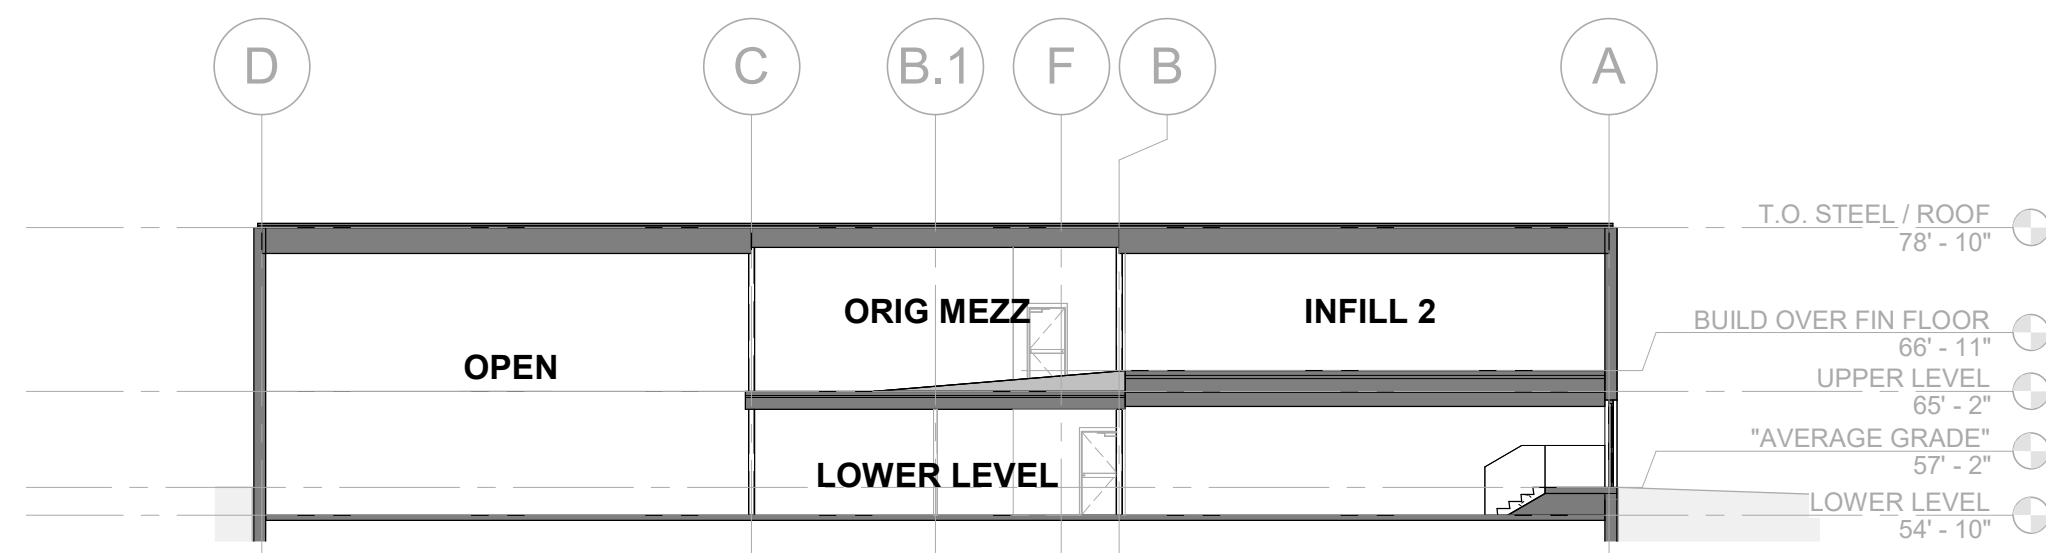 D
C
B.1
F
B
A
T.O. STEEL / ROOF
78' - 10"
ORIG MEZZ
INFILL 2
BUILD OVER FIN FLOOR
66' - 11"
OPEN
UPPER LEVEL
65' - 2"
"AVERAGE GRADE"
57' - 2"
LOWER LEVEL
LOWER LEVEL
54' - 10"